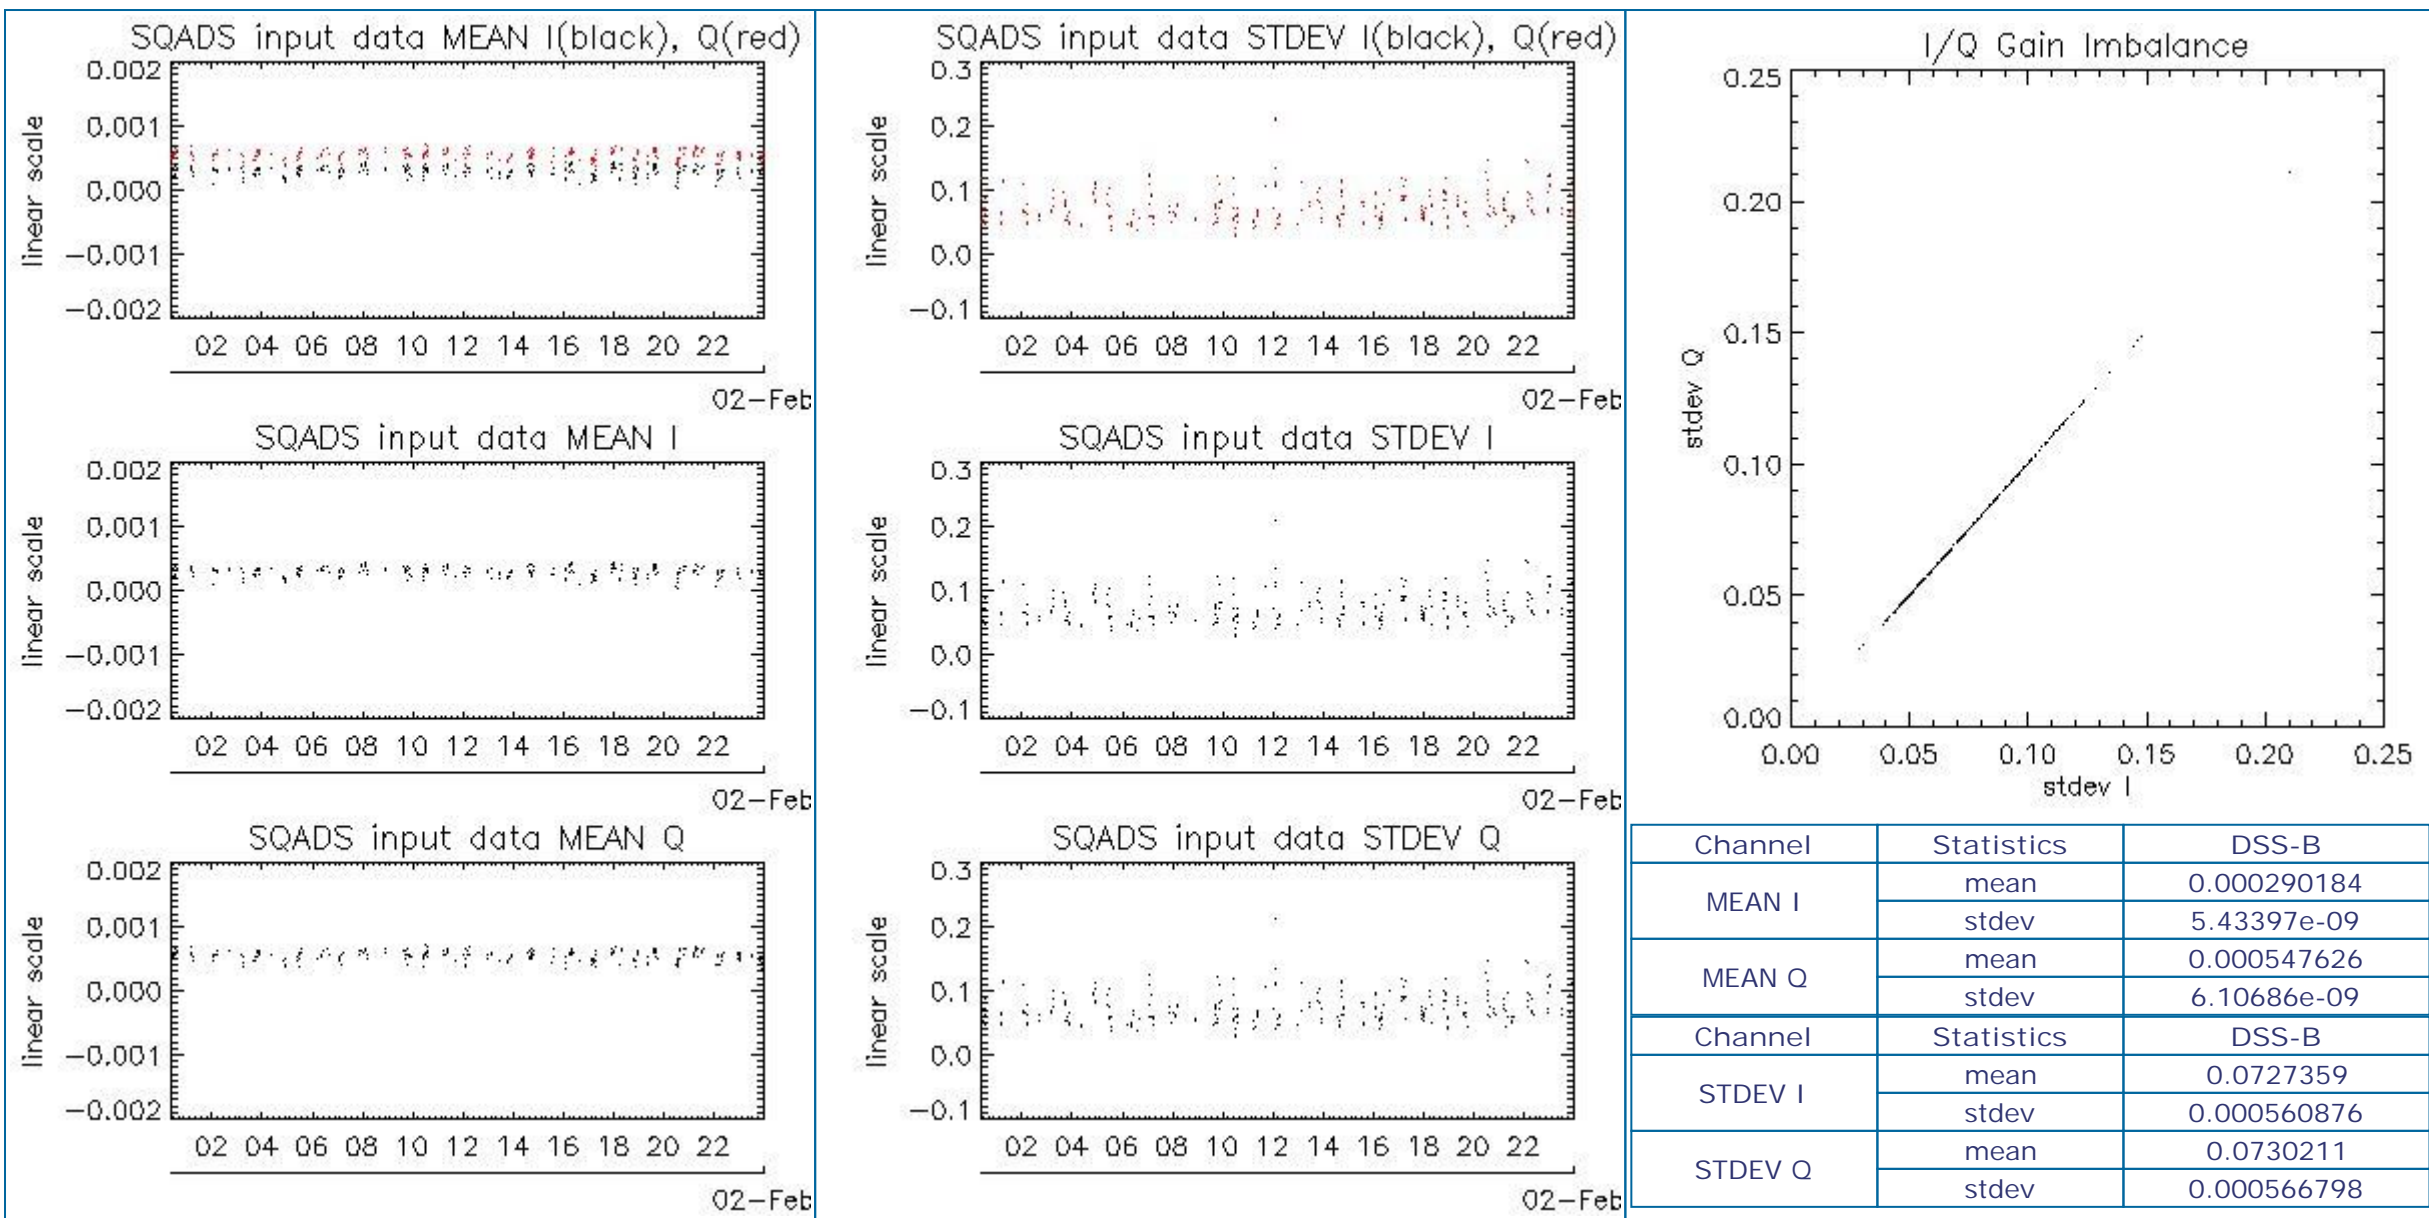 SQADS input data MEAN I(black), Q(red)
0.002
0.001
0.000
−0.001
−0.002
linear scale
02 04 06 08 10 12 14 16 18 20 22
02−Feb
SQADS input data MEAN I
0.002
0.001
0.000
−0.001
−0.002
linear scale
02 04 06 08 10 12 14 16 18 20 22
02−Feb
SQADS input data MEAN Q
0.002
0.001
0.000
−0.001
−0.002
linear scale
02 04 06 08 10 12 14 16 18 20 22
02−Feb
SQADS input data STDEV I(black), Q(red)
0.3
0.2
0.1
0.0
−0.1
linear scale
02 04 06 08 10 12 14 16 18 20 22
02−Feb
SQADS input data STDEV I
0.3
0.2
0.1
0.0
−0.1
linear scale
02 04 06 08 10 12 14 16 18 20 22
02−Feb
SQADS input data STDEV Q
0.3
0.2
0.1
0.0
−0.1
linear scale
02 04 06 08 10 12 14 16 18 20 22
02−Feb
I/Q Gain Imbalance
0.25
0.20
0.15
0.10
0.05
0.00
stdev Q
0.00 0.05 0.10 0.15 0.20 0.25
stdev I
Channel Statistics DSS-B
MEAN I mean 0.000290184
stdev 5.43397e-09
MEAN Q mean 0.000547626
stdev 6.10686e-09
Channel Statistics DSS-B
STDEV I mean 0.0727359
stdev 0.000560876
STDEV Q mean 0.0730211
stdev 0.000566798